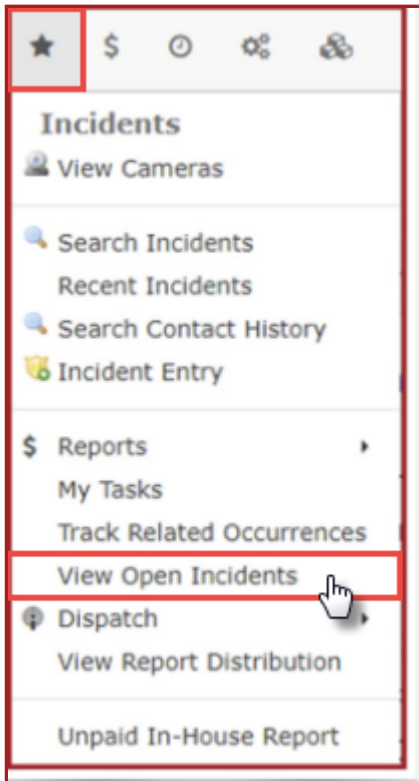 $
Incidents
View Cameras
Search Incidents
Recent Incidents
Search Contact History
Incident Entry
$ Reports
My Tasks
Track Related Occurrences
View Open Incidents
Dispatch
View Report Distribution
Unpaid In-House Report